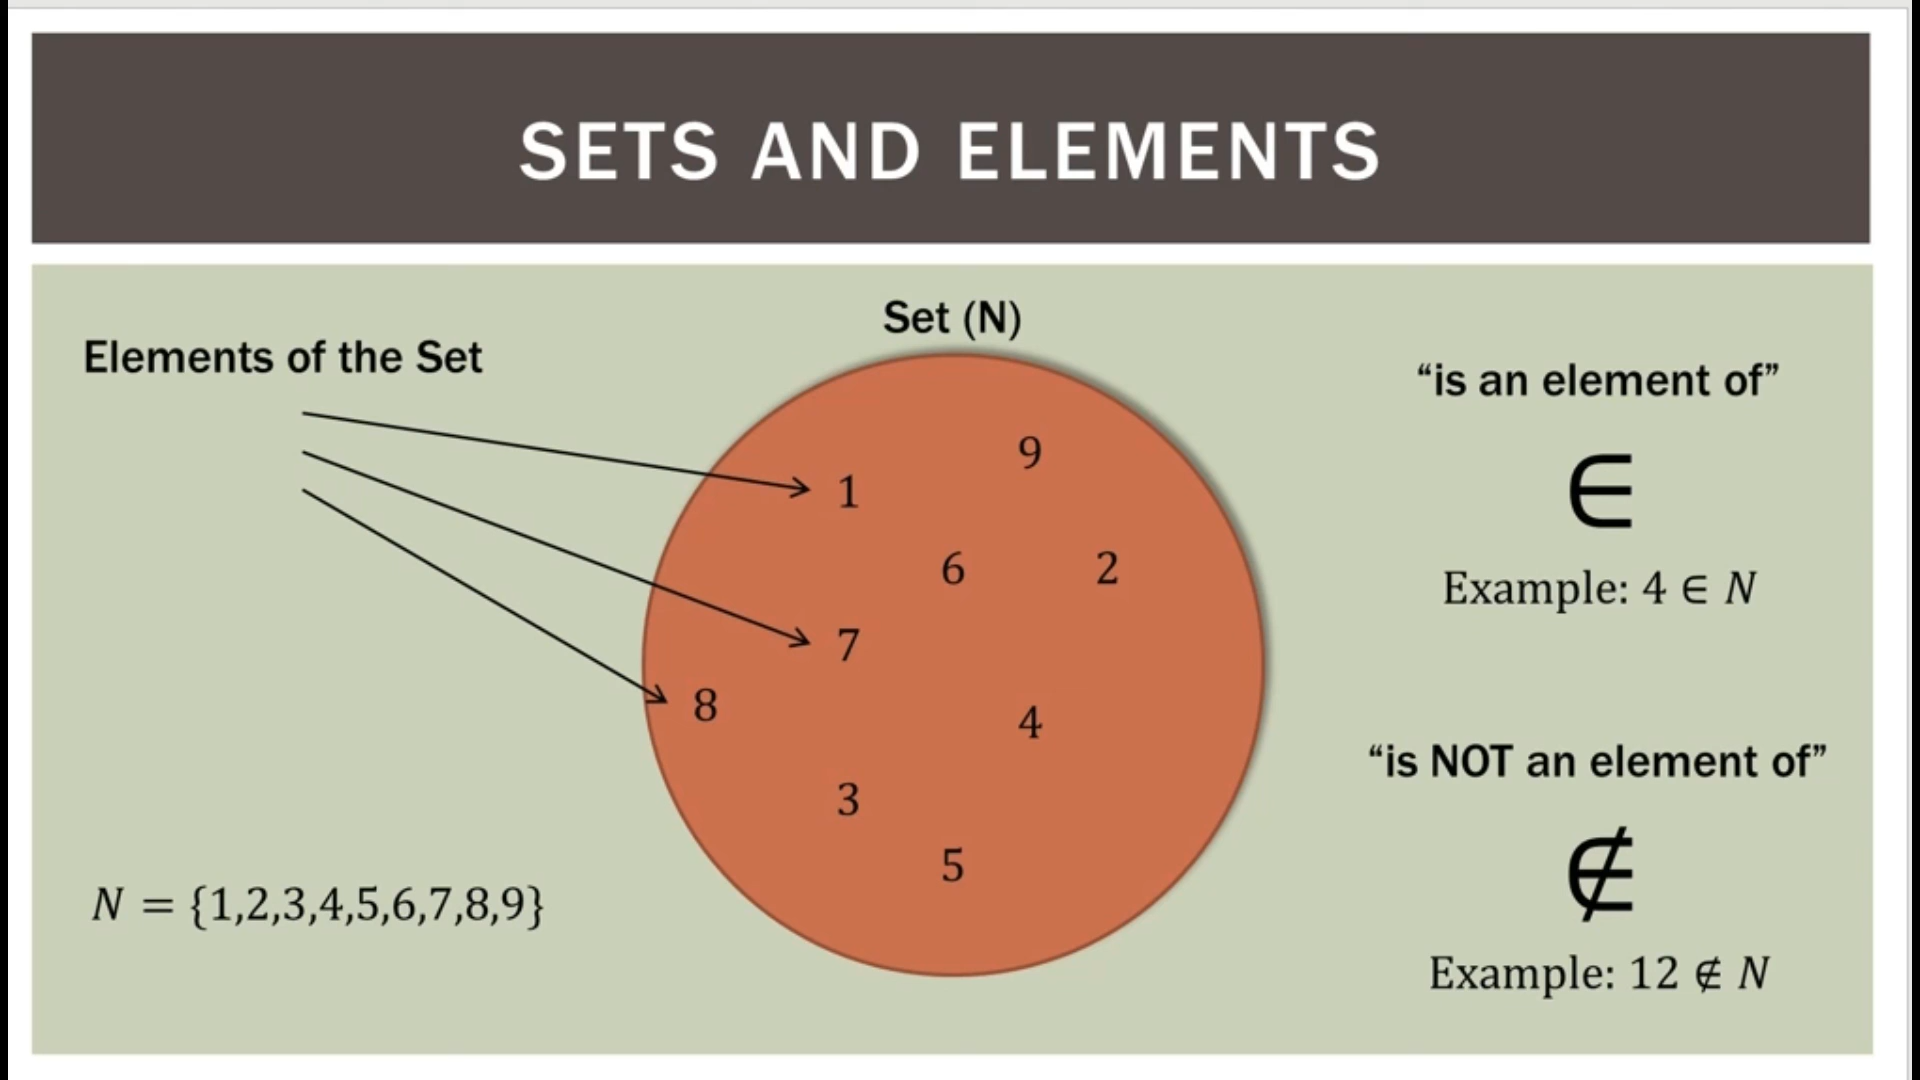 SETS AND ELEMENTS
Set (N)
Elements of the Set
1
9
6
2
7
8
4
3
5
N = {1,2,3,4,5,6,7,8,9}
“is an element of”
∈
Example: 4 ∈ N
“is NOT an element of”
∉
Example: 12 ∉ N